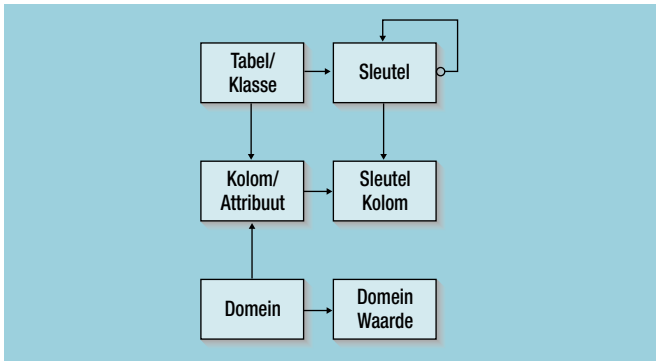 Tabel/
Klasse
Sleutel
Kolom/
Attribuut
Sleutel
Kolom
Domein
Domein
Waarde